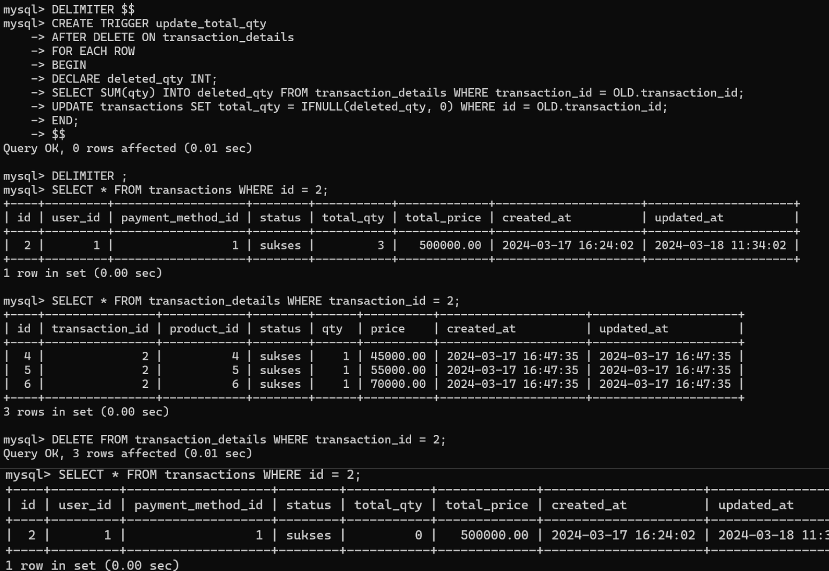 mysql> DELIMITER $$
mysql> CREATE TRIGGER update_total_qty
    -> AFTER DELETE ON transaction_details
    -> FOR EACH ROW
    -> BEGIN
    -> DECLARE deleted_qty INT;
    -> SELECT SUM(qty) INTO deleted_qty FROM transaction_details WHERE transaction_id = OLD.transaction_id;
    -> UPDATE transactions SET total_qty = IFNULL(deleted_qty, 0) WHERE id = OLD.transaction_id;
    -> END;
    -> $$
Query OK, 0 rows affected (0.01 sec)

mysql> DELIMITER ;
mysql> SELECT * FROM transactions WHERE id = 2;
+----+---------+-------------------+--------+-----------+-------------+---------------------+---------------------+
| id | user_id | payment_method_id | status | total_qty | total_price | created_at          | updated_at          |
+----+---------+-------------------+--------+-----------+-------------+---------------------+---------------------+
|  2 |       1 |                 1 | sukses |         3 |   500000.00 | 2024-03-17 16:24:02 | 2024-03-18 11:34:02 |
+----+---------+-------------------+--------+-----------+-------------+---------------------+---------------------+
1 row in set (0.00 sec)

mysql> SELECT * FROM transaction_details WHERE transaction_id = 2;
+----+----------------+------------+--------+-----+----------+---------------------+---------------------+
| id | transaction_id | product_id | status | qty | price    | created_at          | updated_at          |
+----+----------------+------------+--------+-----+----------+---------------------+---------------------+
|  4 |              2 |          4 | sukses |   1 | 45000.00 | 2024-03-17 16:47:35 | 2024-03-17 16:47:35 |
|  5 |              2 |          5 | sukses |   1 | 55000.00 | 2024-03-17 16:47:35 | 2024-03-17 16:47:35 |
|  6 |              2 |          6 | sukses |   1 | 70000.00 | 2024-03-17 16:47:35 | 2024-03-17 16:47:35 |
+----+----------------+------------+--------+-----+----------+---------------------+---------------------+
3 rows in set (0.00 sec)

mysql> DELETE FROM transaction_details WHERE transaction_id = 2;
Query OK, 3 rows affected (0.01 sec)
mysql> SELECT * FROM transactions WHERE id = 2;
+----+---------+-------------------+--------+-----------+-------------+---------------------+--------------
| id | user_id | payment_method_id | status | total_qty | total_price | created_at          | updated_at
+----+---------+-------------------+--------+-----------+-------------+---------------------+--------------
|  2 |       1 |                 1 | sukses |         0 |   500000.00 | 2024-03-17 16:24:02 | 2024-03-18 11:3
+----+---------+-------------------+--------+-----------+-------------+---------------------+--------------
1 row in set (0.00 sec)